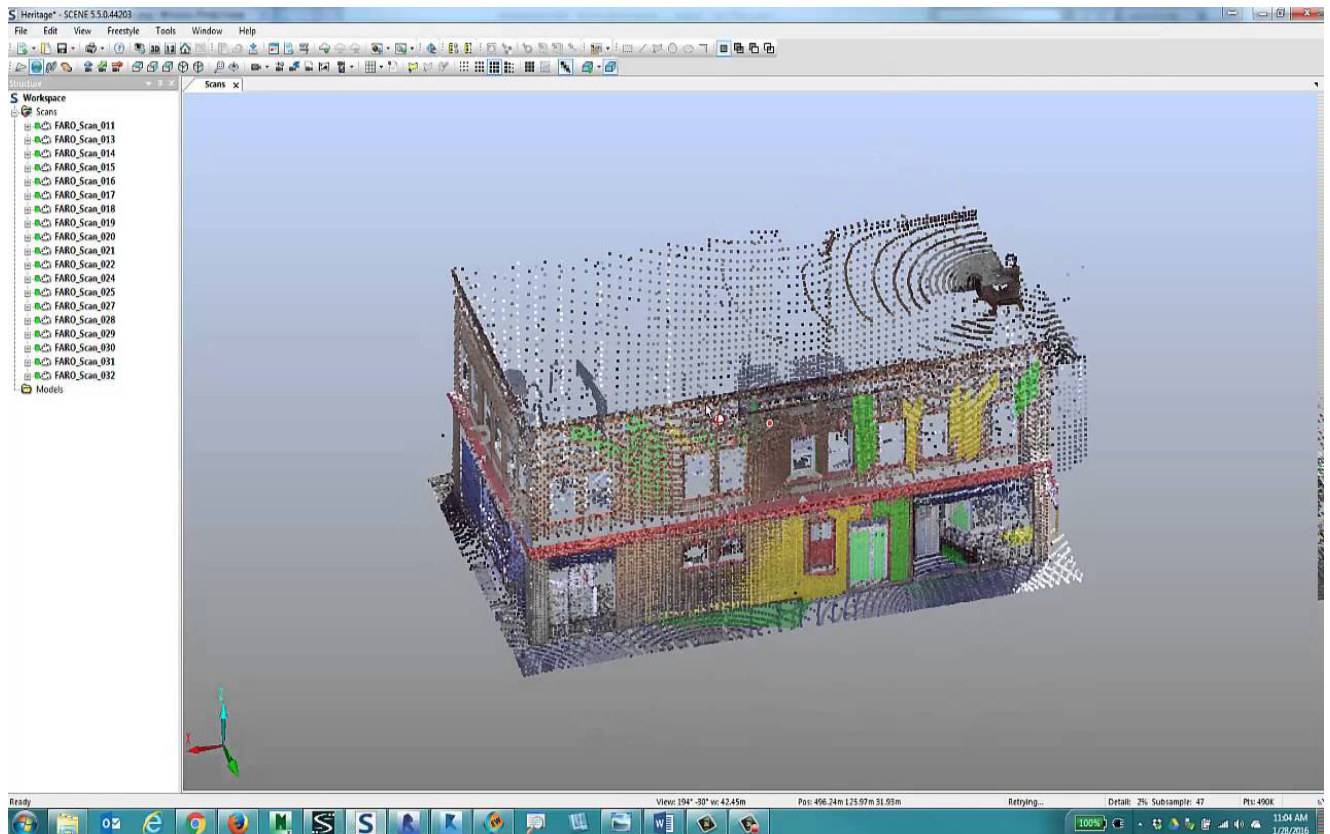 S Heritage* - SCENE 5.5.0.44203
File Edit View Freestyle Tools Window Help
Structure
Scans x
S Workspace
Scans
FARO_Scan_011
FARO_Scan_013
FARO_Scan_014
FARO_Scan_015
FARO_Scan_016
FARO_Scan_017
FARO_Scan_018
FARO_Scan_019
FARO_Scan_020
FARO_Scan_021
FARO_Scan_022
FARO_Scan_024
FARO_Scan_025
FARO_Scan_027
FARO_Scan_028
FARO_Scan_029
FARO_Scan_030
FARO_Scan_031
FARO_Scan_032
Models
Z
X
Ready View: 194° -30° w: 42.45m Pos: 496.24m 125.97m 31.93m Retrying... Detail: 2% Subsample: 47 Pts: 490K
100% 11:04 AM
1/28/2016